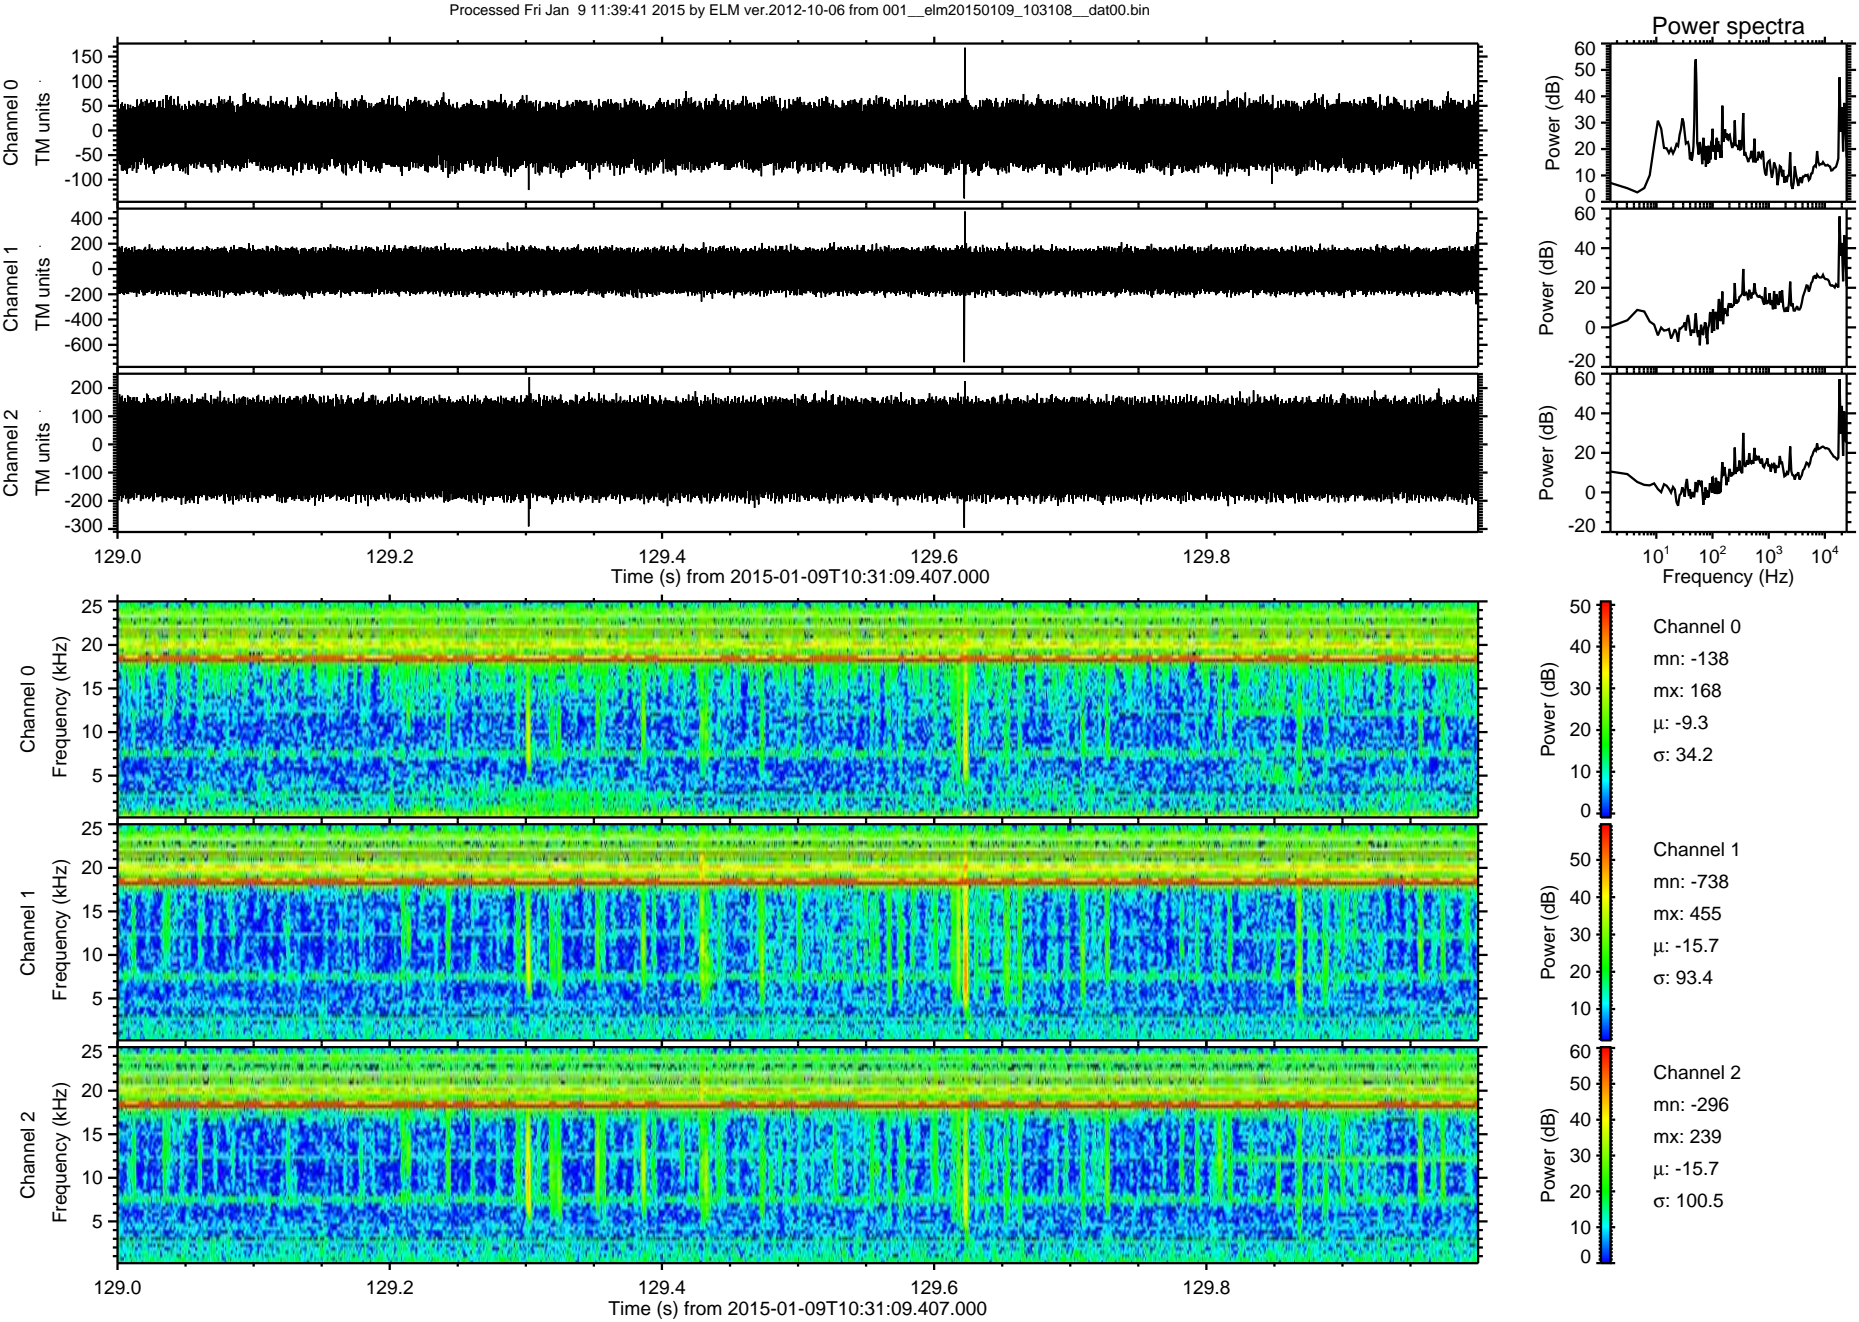 Processed Fri Jan 9 11:39:41 2015 by ELM ver.2012-10-06 from 001__elm20150109_103108__dat00.bin
Power spectra
Channel 0
TM units
150
100
50
0
-50
-100
Power (dB)
60
50
40
30
20
10
0
Channel 1
TM units
400
200
0
-200
-400
-600
Power (dB)
60
40
20
0
-20
Channel 2
TM units
200
100
0
-100
-200
-300
Power (dB)
60
40
20
0
-20
129.0 129.2 129.4 129.6 129.8
Time (s) from 2015-01-09T10:31:09.407.000
10¹ 10² 10³ 10⁴
Frequency (Hz)
Channel 0
Frequency (kHz)
25
20
15
10
5
Power (dB)
50
40
30
20
10
0
Channel 0
mn: -138
mx: 168
μ: -9.3
σ: 34.2
Channel 1
Frequency (kHz)
25
20
15
10
5
Power (dB)
50
40
30
20
10
Channel 1
mn: -738
mx: 455
μ: -15.7
σ: 93.4
Channel 2
Frequency (kHz)
25
20
15
10
5
Power (dB)
60
50
40
30
20
10
0
Channel 2
mn: -296
mx: 239
μ: -15.7
σ: 100.5
129.0 129.2 129.4 129.6 129.8
Time (s) from 2015-01-09T10:31:09.407.000